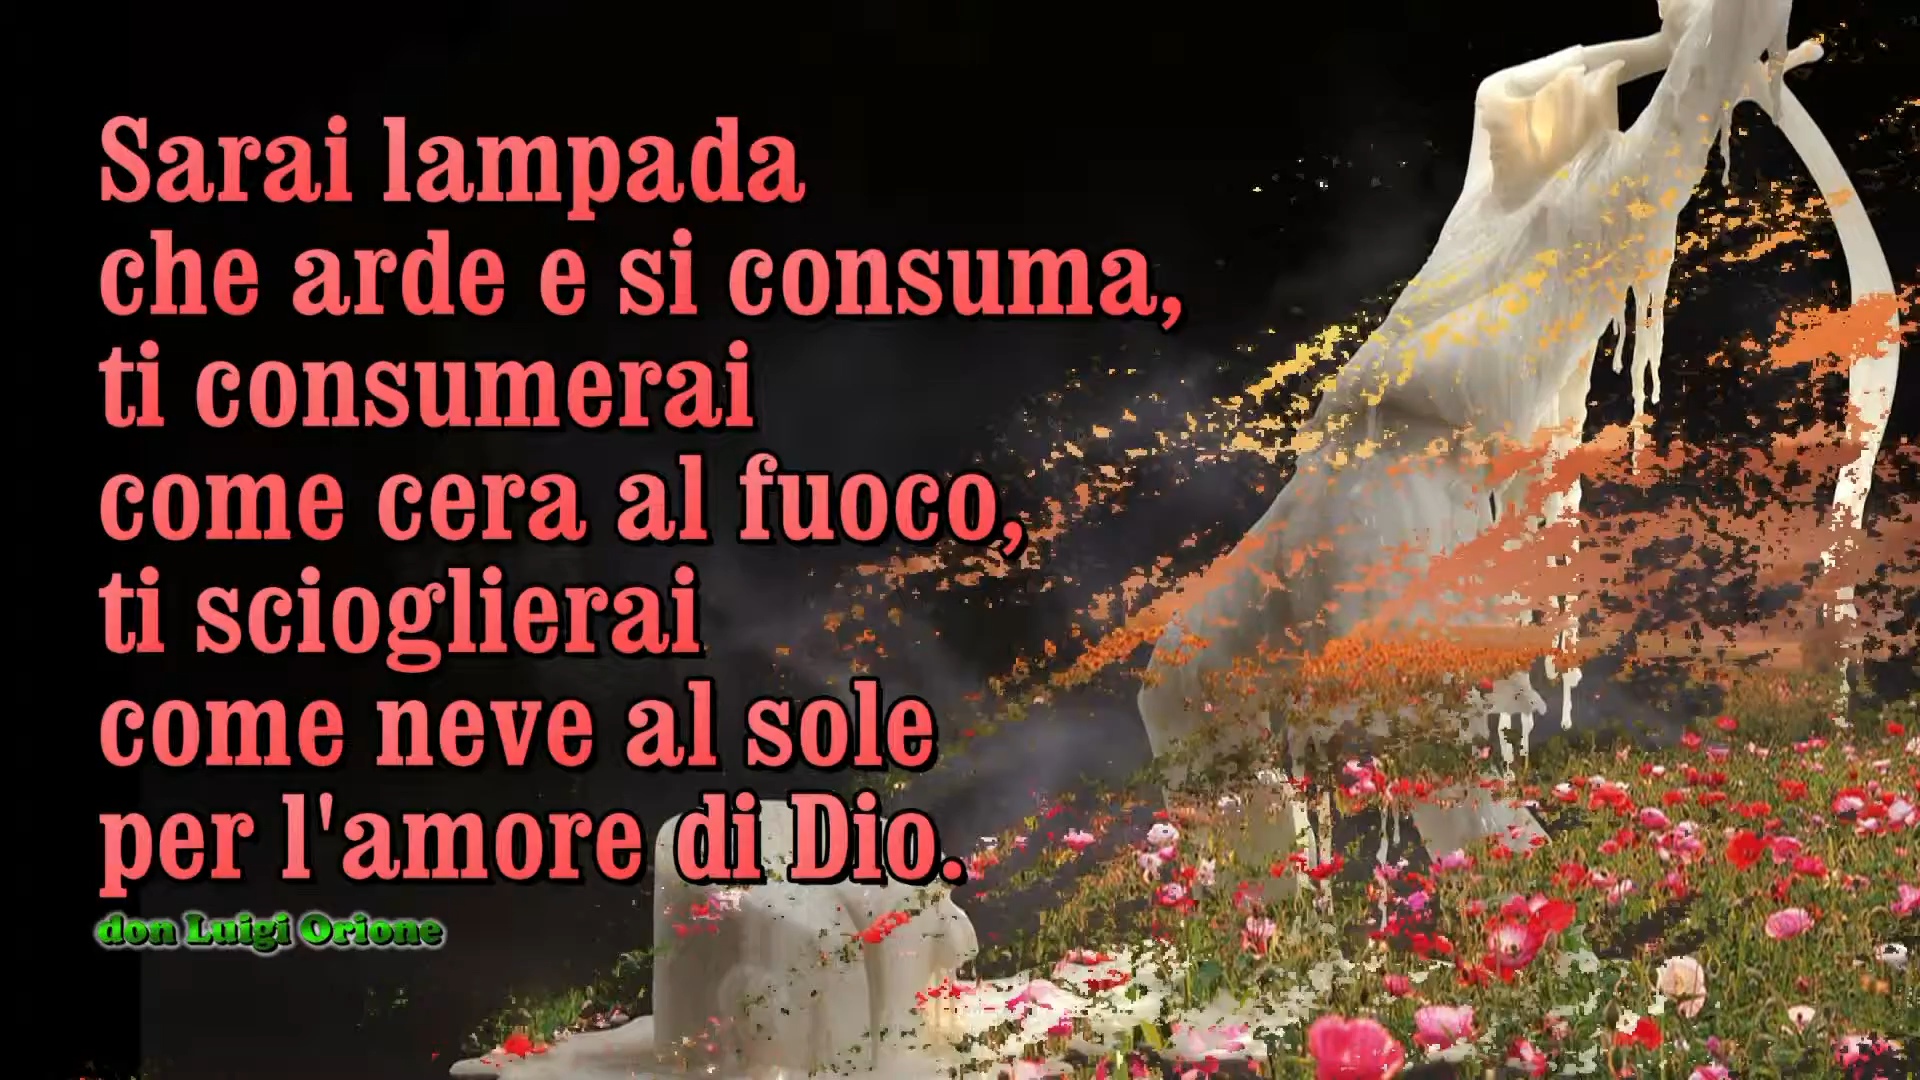 Sarai lampada
che arde e si consuma,
ti consumerai
come cera al fuoco,
ti scioglierai
come neve al sole
per l'amore di Dio.
don Luigi Orione